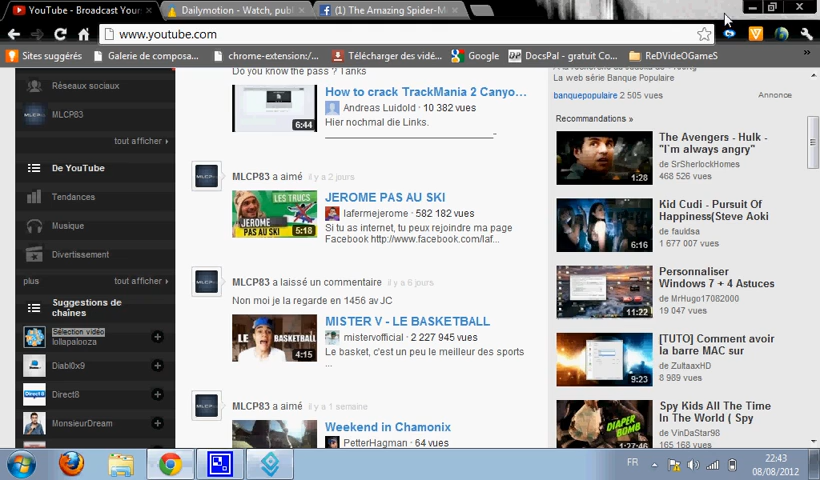 YouTube - Broadcast Your
Dailymotion - Watch, publ
(1) The Amazing Spider-M
www.youtube.com
Sites suggérés
Galerie de composa...
chrome-extension:/...
Télécharger des vidé...
Google
DocsPal - gratuit Co...
ReDVideOGameS
Réseaux sociaux
MLCP83
tout afficher ›
De YouTube
Tendances
Musique
Divertissement
plus
tout afficher ›
Suggestions de
chaînes
Sélection vidéo
lollapalooza
Diabl0x9
Direct8
MonsieurDream
Do you know the pass ? Tanks
6:44
How to crack TrackMania 2 Canyo...
Andreas Luidold · 10 382 vues
Hier nochmal die Links.
MLCP83 a aimé il y a 2 jours
LES TRUCS
5:18
JEROME PAS AU SKI
lafermejerome · 582 182 vues
Si tu as internet, tu peux rejoindre ma page
Facebook http://www.facebook.com/laf...
MLCP83 a laissé un commentaire il y a 6 jours
Non moi je la regarde en 1456 av JC
LE BASKETBALL
4:15
MISTER V - LE BASKETBALL
mistervofficial · 2 227 945 vues
Le basket, c'est un peu le meilleur des sports
...
MLCP83 a aimé il y a 1 semaine
Weekend in Chamonix
PetterHagman · 64 vues
La web série Banque Populaire
banquepopulaire 2 505 vues
Annonce
Recommandations »
1:28
The Avengers - Hulk -
"I'm always angry"
de SrSherlockHomes
468 526 vues
6:16
Kid Cudi - Pursuit Of
Happiness(Steve Aoki
de fauldsa
1 677 007 vues
11:22
Personnaliser
Windows 7 + 4 Astuces
de MrHugo17082000
19 047 vues
9:23
[TUTO] Comment avoir
la barre MAC sur
de ZultaaxHD
8 989 vues
DIAPER
BOMB
1:27:46
Spy Kids All The Time
In The World ( Spy
de VinDaStar98
165 168 vues
FR
22:43
08/08/2012